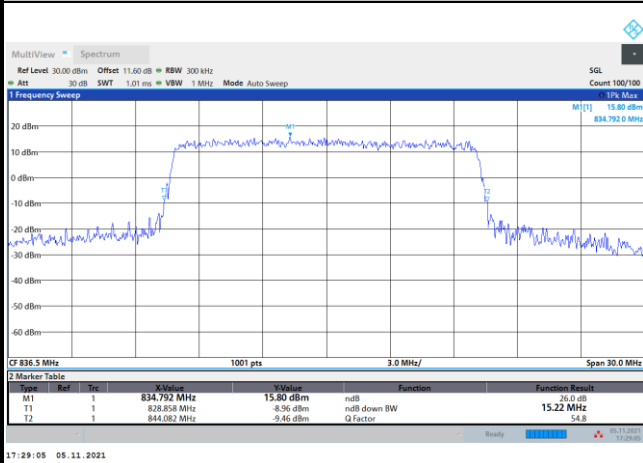 MultiView Spectrum
Ref Level 30.00 dBm Offset 11.60 dB RBW 300 kHz SGL
Att 30 dB SWT 1.01 ms VBW 1 MHz Mode Auto Sweep Count 100/100
1 Frequency Sweep 1Pk Max
M1[1] 15.80 dBm
834.792 0 MHz
M1
20 dBm
10 dBm
0 dBm
T1
T2
-10 dBm
-20 dBm
-30 dBm
-40 dBm
-50 dBm
-60 dBm
CF 836.5 MHz 1001 pts 3.0 MHz/ Span 30.0 MHz
2 Marker Table
Type Ref Trc X-Value Y-Value Function Function Result
M1 1 834.792 MHz 15.80 dBm ndB 26.0 dB
T1 1 828.858 MHz -8.96 dBm ndB down BW 15.22 MHz
T2 1 844.082 MHz -9.46 dBm Q Factor 54.8
Ready 05.11.2021
17:29:05
17:29:05 05.11.2021